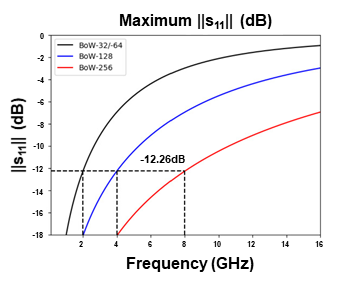 Maximum ||s11|| (dB)
0
-2
-4
-6
-8
-10
-12
-14
-16
-18
||s11|| (dB)
BoW-32/-64
BoW-128
BoW-256
-12.26dB
2 4 6 8 10 12 14 16
Frequency (GHz)